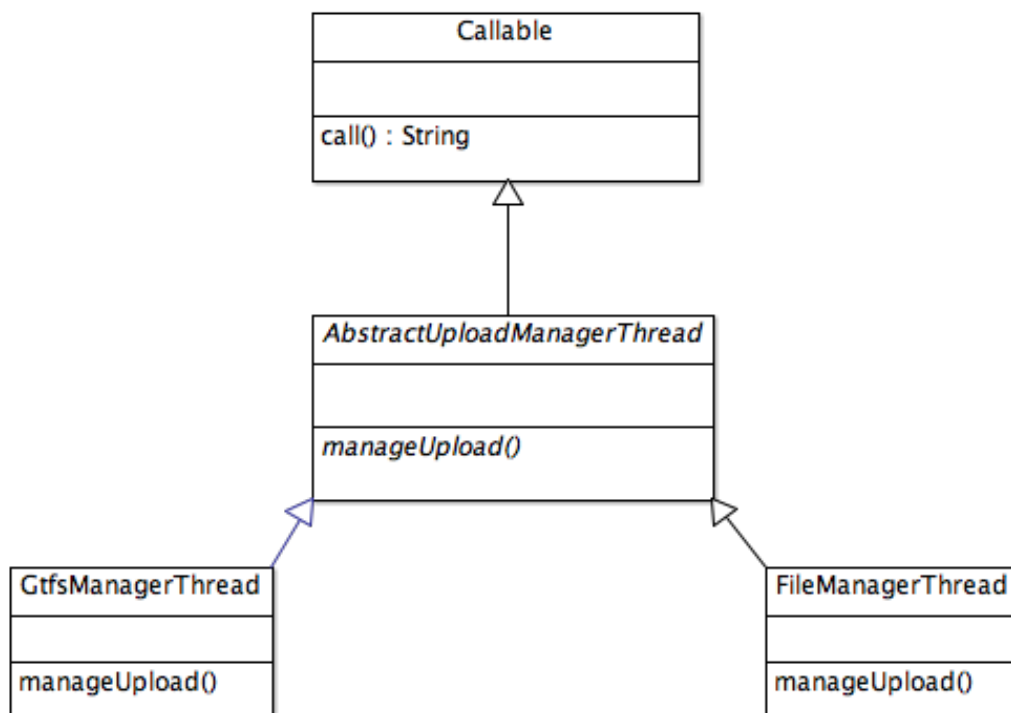 Callable
call() : String
AbstractUploadManagerThread
manageUpload()
GtfsManagerThread
manageUpload()
FileManagerThread
manageUpload()